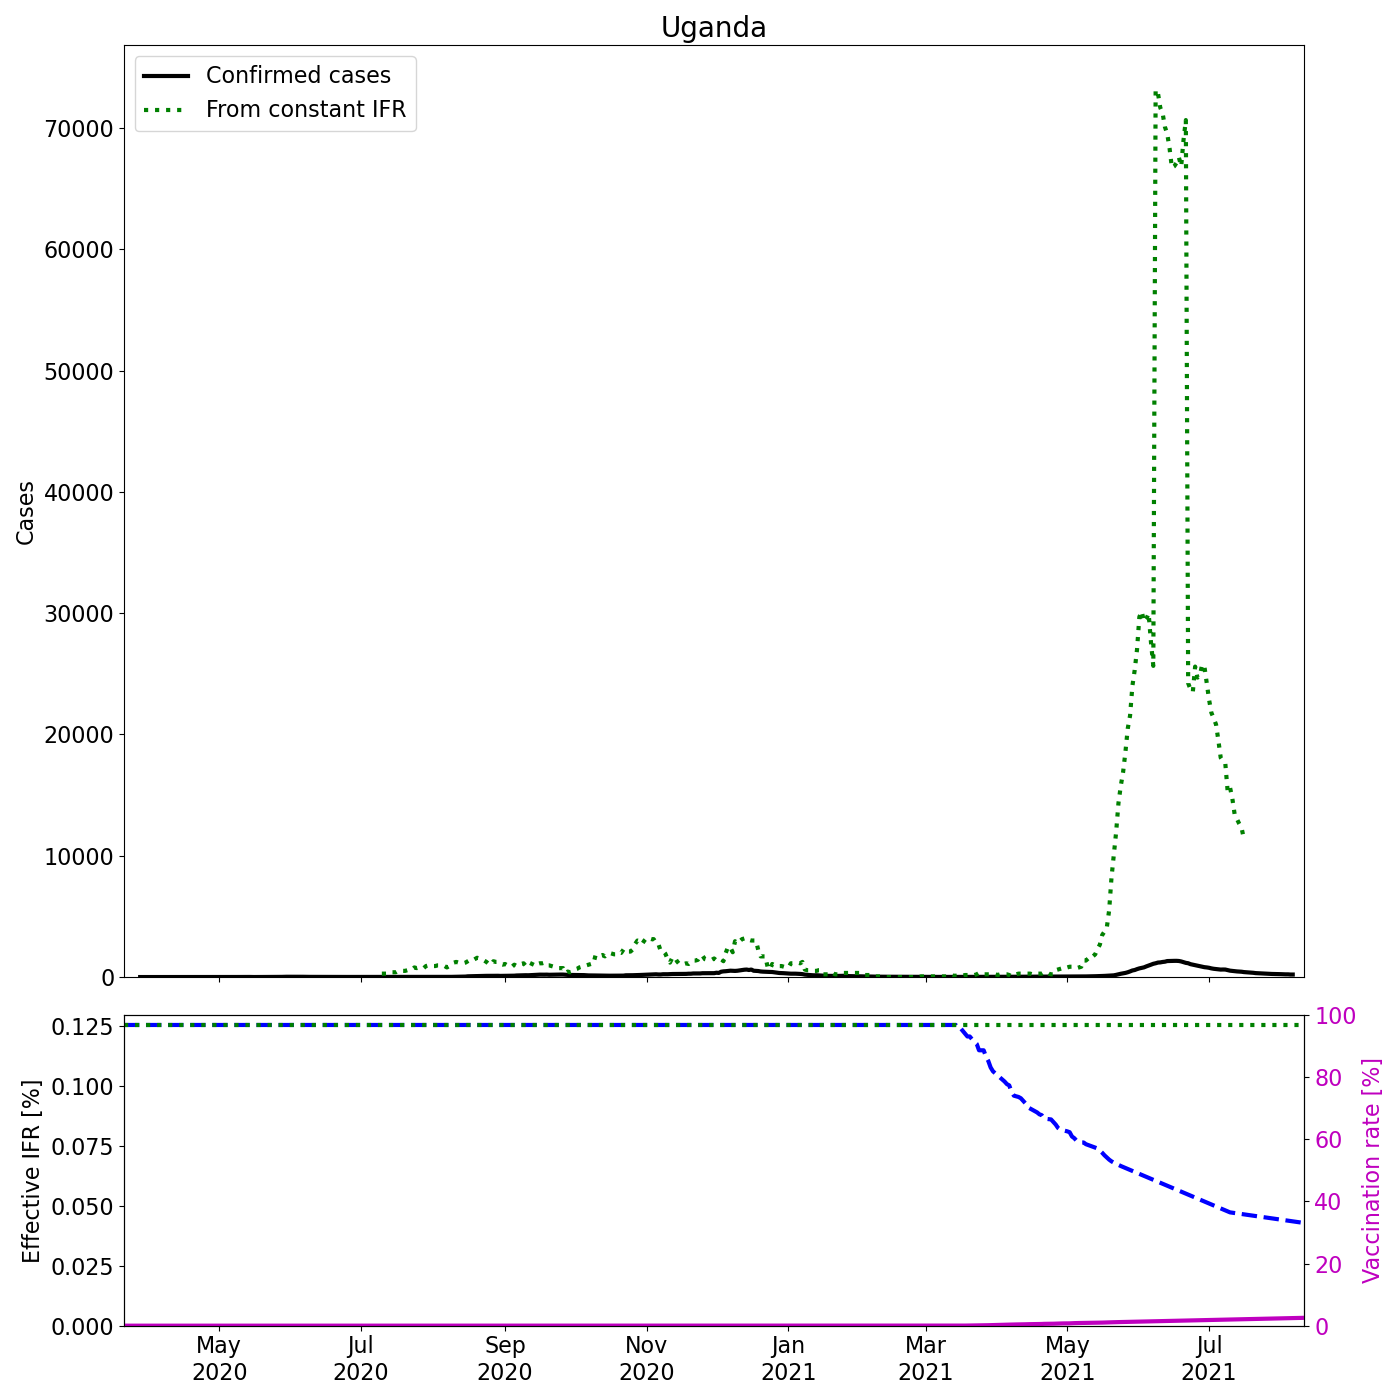 Uganda
Confirmed cases
From constant IFR
70000
60000
50000
40000
30000
20000
10000
0
Cases
0.125
0.100
0.075
0.050
0.025
0.000
Effective IFR [%]
100
80
60
40
20
0
Vaccination rate [%]
May Jul Sep Nov Jan Mar May Jul
2020 2020 2020 2020 2021 2021 2021 2021